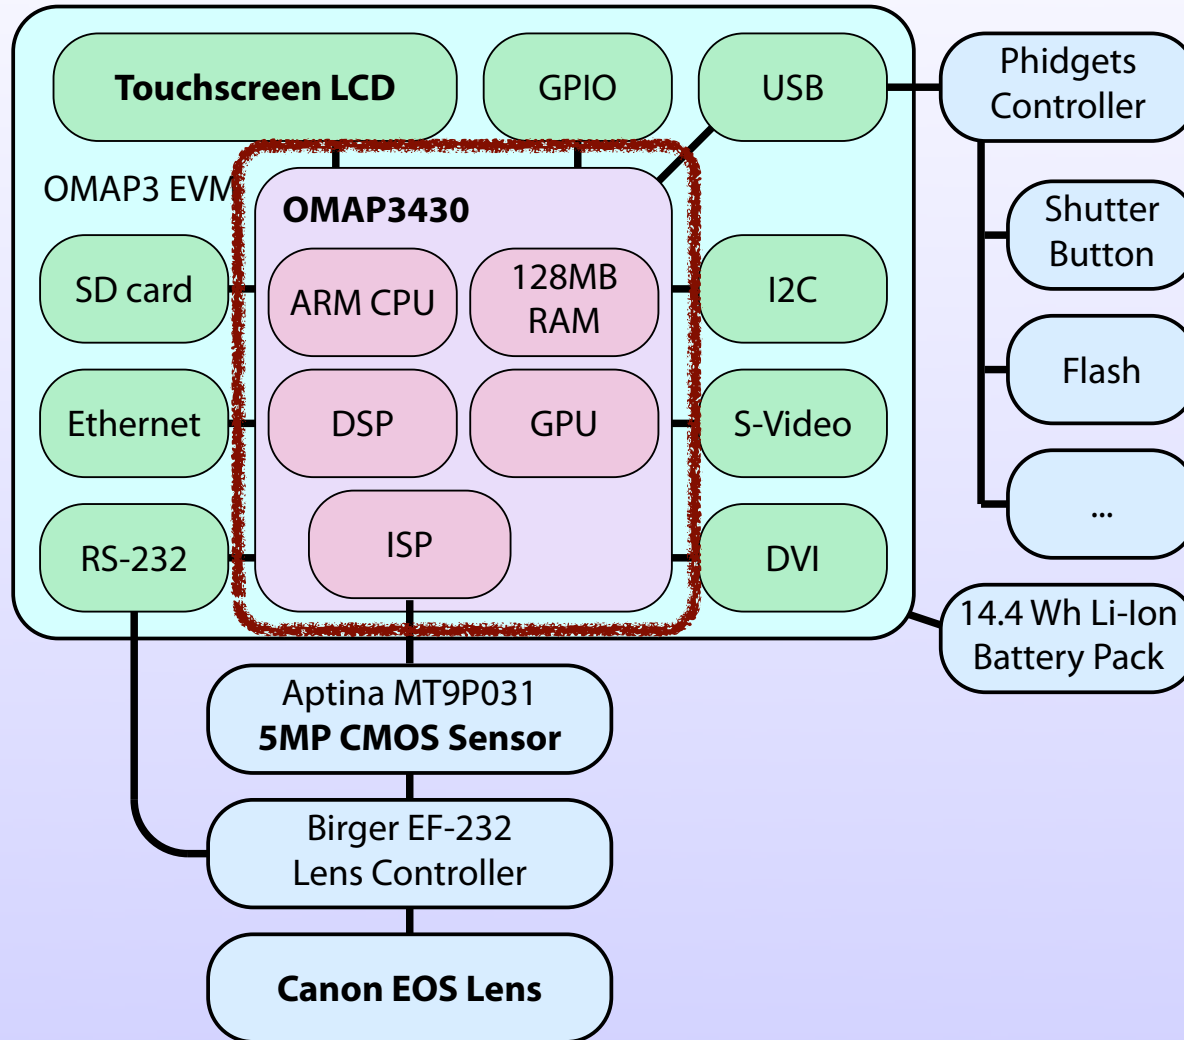 Touchscreen LCD
GPIO
USB
Phidgets
Controller
OMAP3 EVM
OMAP3430
Shutter
Button
SD card
ARM CPU
128MB
RAM
I2C
Flash
Ethernet
DSP
GPU
S-Video
...
RS-232
ISP
DVI
14.4 Wh Li-Ion
Battery Pack
Aptina MT9P031
5MP CMOS Sensor
Birger EF-232
Lens Controller
Canon EOS Lens